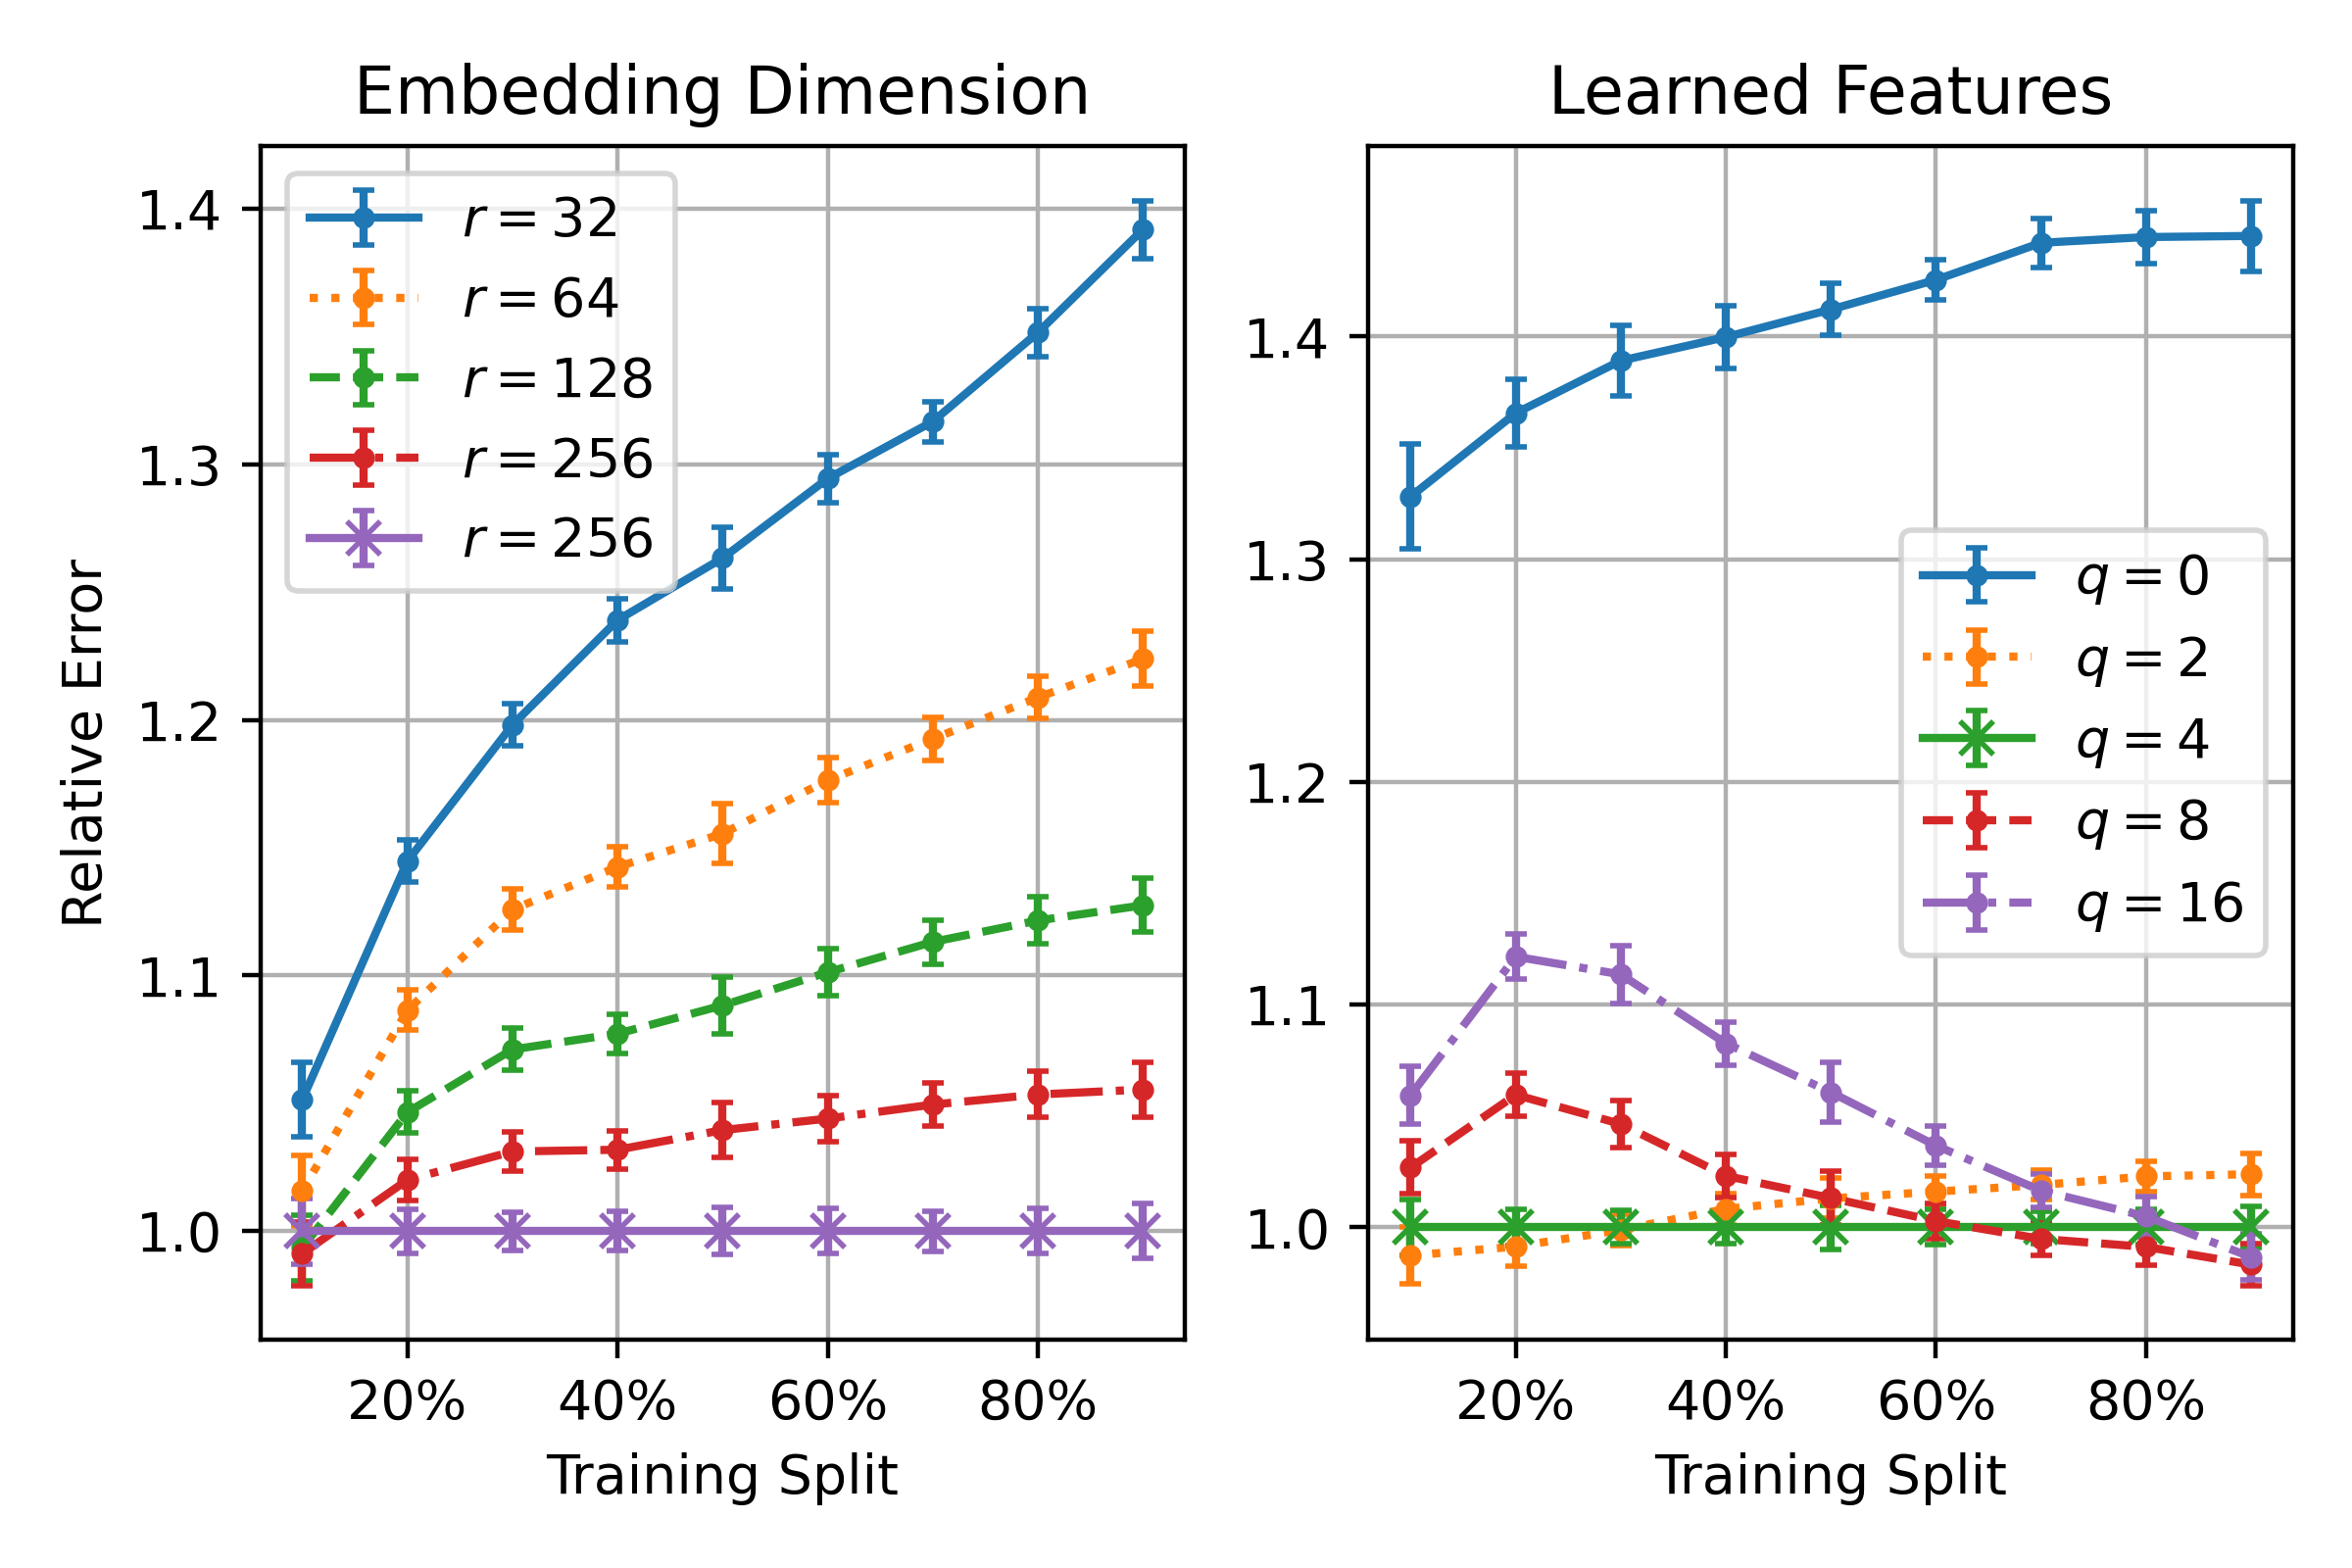 Embedding Dimension
1.4
1.3
1.2
1.1
1.0
Relative Error
r = 32
r = 64
r = 128
r = 256
r = 256
20% 40% 60% 80%
Training Split
Learned Features
1.4
1.3
1.2
1.1
1.0
q = 0
q = 2
q = 4
q = 8
q = 16
20% 40% 60% 80%
Training Split